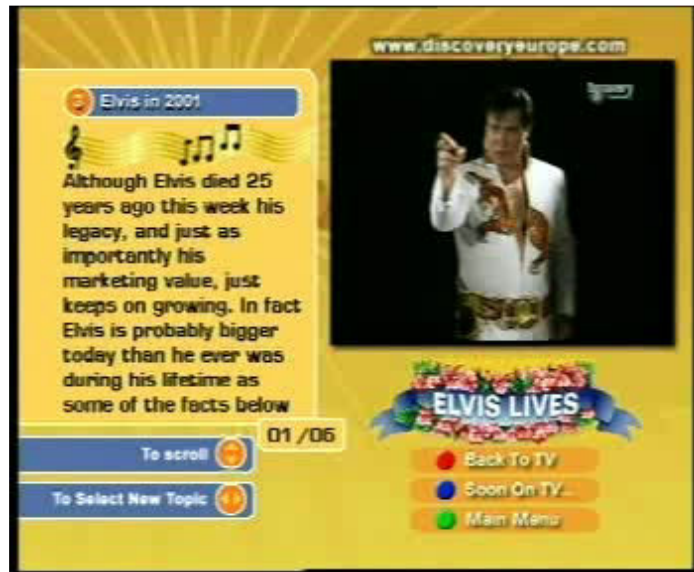 www.discoveryeurope.com
Elvis in 2001
Although Elvis died 25
years ago this week his
legacy, and just as
importantly his
marketing value, just
keeps on growing. In fact
Elvis is probably bigger
today than he ever was
during his lifetime as
some of the facts below
01 /06
To scroll
To Select New Topic
ELVIS LIVES
Back To TV
Soon On TV...
Main Menu